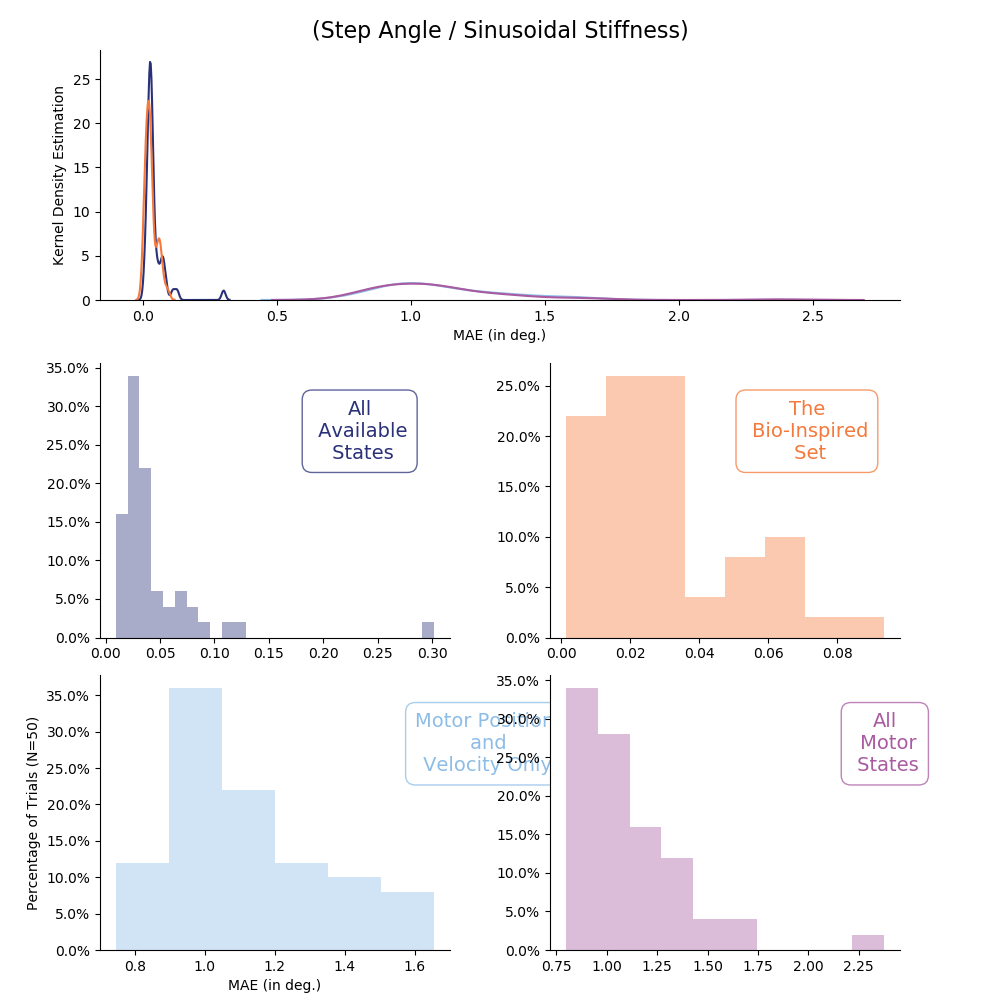 (Step Angle / Sinusoidal Stiffness)
Kernel Density Estimation
25
20
15
10
5
0
0.0 0.5 1.0 1.5 2.0 2.5
MAE (in deg.)
35.0%
30.0%
25.0%
20.0%
15.0%
10.0%
5.0%
0.0%
0.00 0.05 0.10 0.15 0.20 0.25 0.30
All
Available
States
25.0%
20.0%
15.0%
10.0%
5.0%
0.0%
0.00 0.02 0.04 0.06 0.08
The
Bio-Inspired
Set
Percentage of Trials (N=50)
35.0%
30.0%
25.0%
20.0%
15.0%
10.0%
5.0%
0.0%
0.8 1.0 1.2 1.4 1.6
MAE (in deg.)
Motor Position
and
Velocity Only
35.0%
30.0%
25.0%
20.0%
15.0%
10.0%
5.0%
0.0%
0.75 1.00 1.25 1.50 1.75 2.00 2.25
All
Motor
States